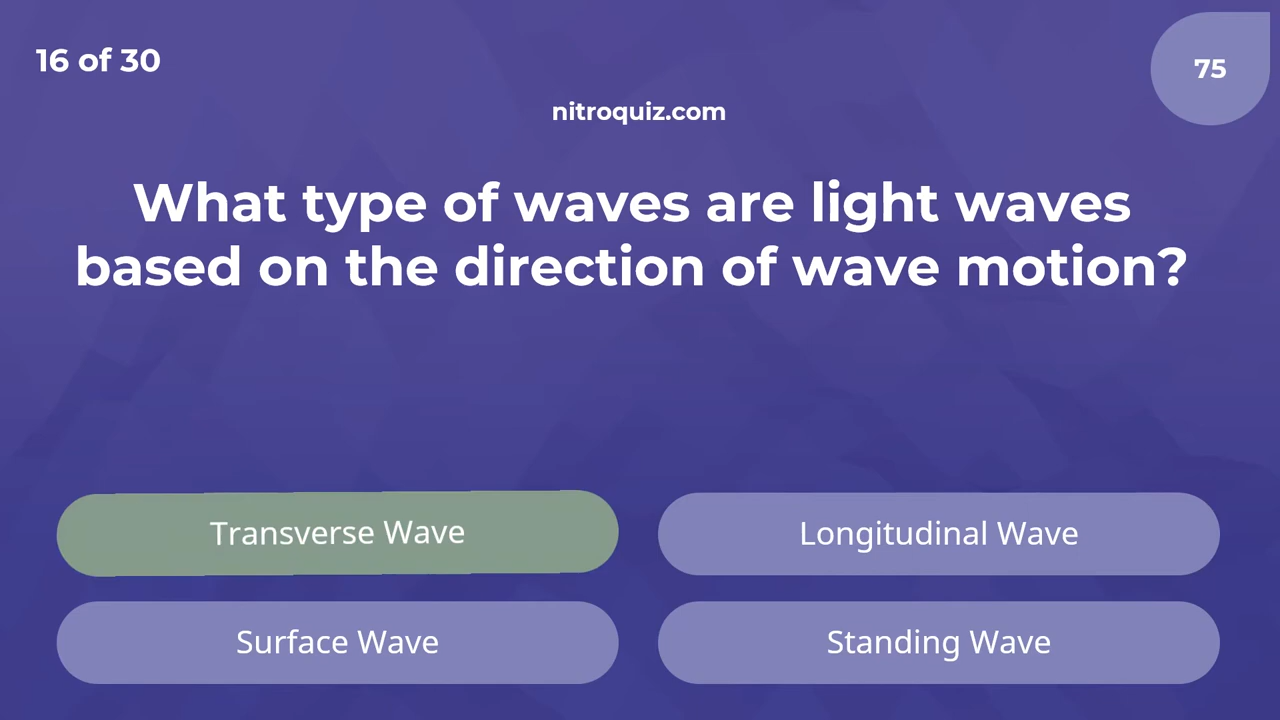 16 of 30
75
nitroquiz.com
What type of waves are light waves
based on the direction of wave motion?
Transverse Wave
Longitudinal Wave
Surface Wave
Standing Wave